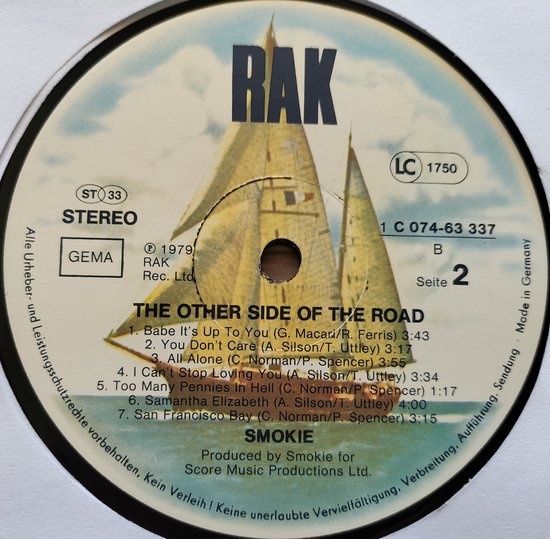 RAK
LC 1750
ST 33
STEREO
GEMA
℗ 1979
RAK
Rec. Ltd.
1 C 074-63 337
B
Seite 2
THE OTHER SIDE OF THE ROAD
1. Babe It's Up To You (G. Macari/R. Ferris) 3:43
2. You Don't Care (A. Silson/T. Uttley) 3:17
3. All Alone (C. Norman/P. Spencer) 3:55
4. I Can't Stop Loving You (A. Silson/T. Uttley) 3:34
5. Too Many Pennies In Hell (C. Norman/P. Spencer) 1:17
6. Samantha Elizabeth (A. Silson/T. Uttley) 4:00
7. San Francisco Bay (C. Norman/P. Spencer) 3:15
SMOKIE
Produced by Smokie for
Score Music Productions Ltd.
Alle Urheber- und Leistungsschutzrechte vorbehalten, Kein Verleih! Keine unerlaubte Vervielfältigung, Verbreitung, Aufführung, Sendung · Made in Germany